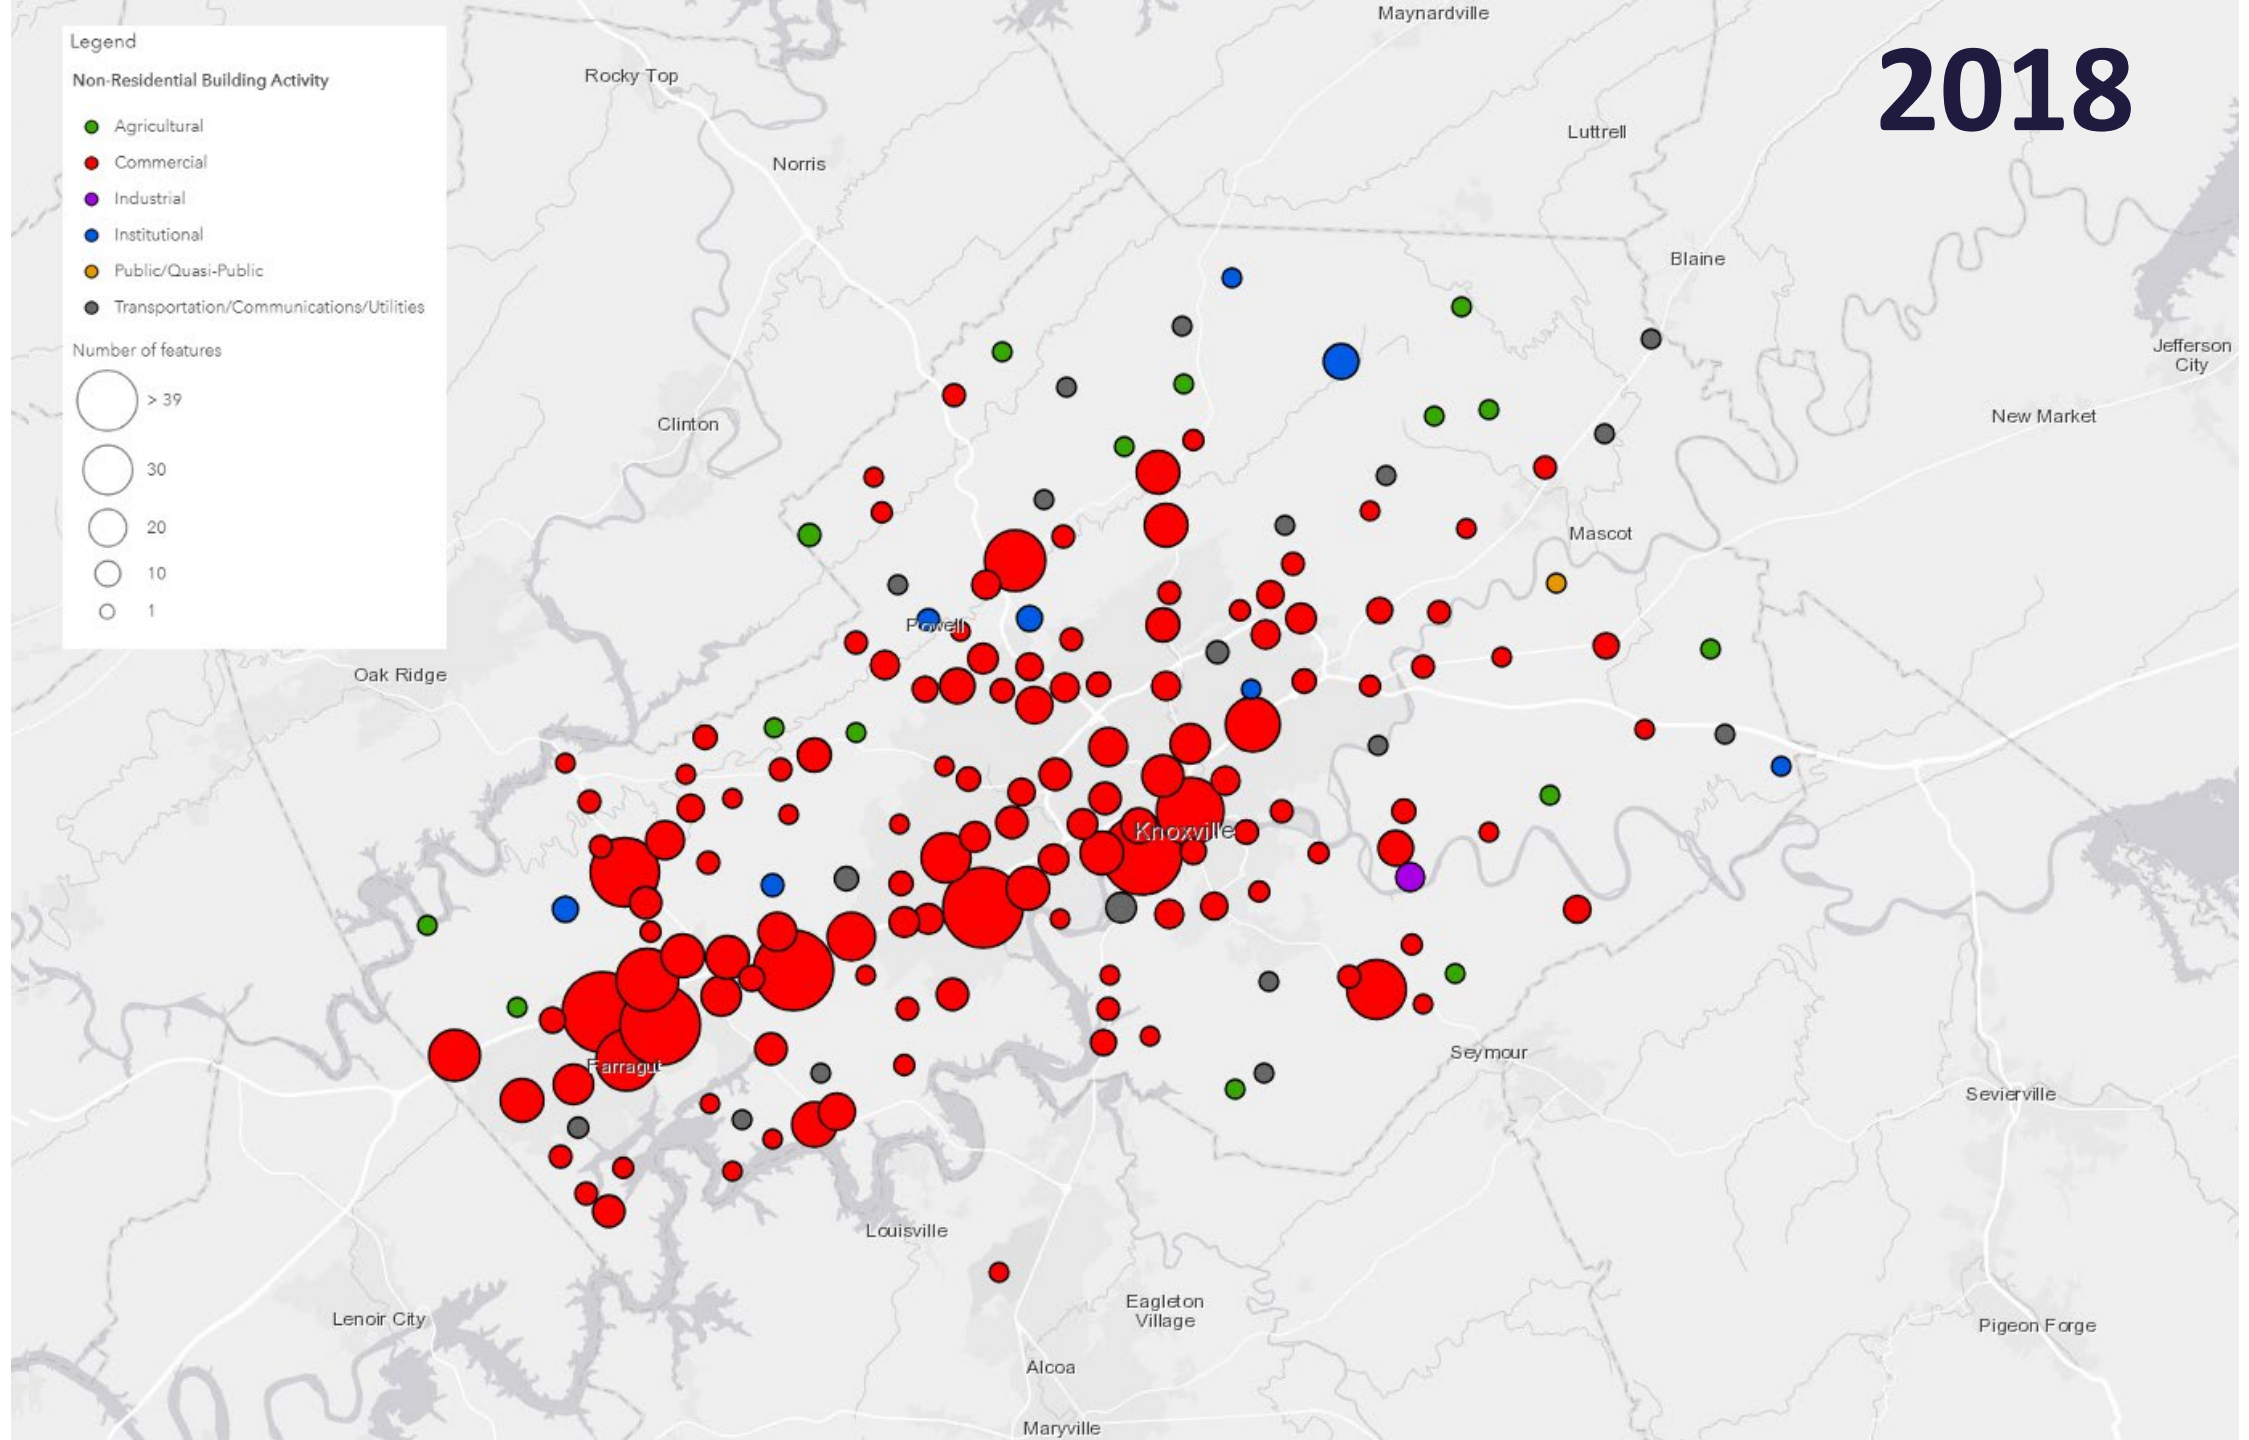 Legend
Non-Residential Building Activity
Agricultural
Commercial
Industrial
Institutional
Public/Quasi-Public
Transportation/Communications/Utilities
Number of features
> 39
30
20
10
1
2018
Maynardville
Rocky Top
Luttrell
Norris
Blaine
Jefferson
City
New Market
Clinton
Mascot
Powell
Oak Ridge
Knoxville
Seymour
Farragut
Sevierville
Louisville
Eagleton
Village
Lenoir City
Pigeon Forge
Alcoa
Maryville